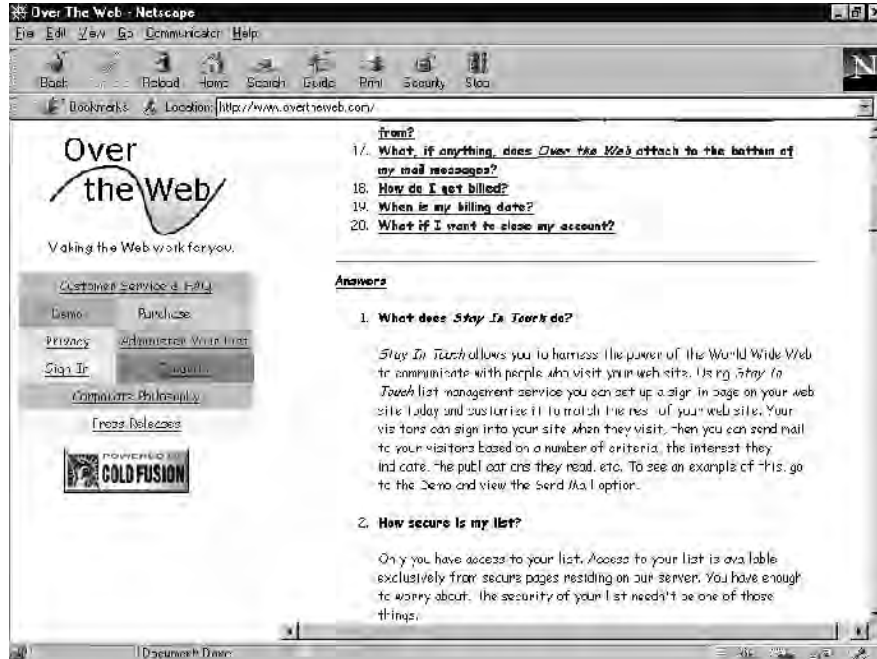 Over The Web - Netscape
File Edit View Go Communicator Help
Back Reload Home Search Guide Print Security Stop
Bookmarks Location: http://www.overtheweb.com/
Over
the Web
Making the Web work for you.
Customer Service & FAQ
Demo Purchase
Privacy Administer Your List
Sign In
Corporate Philosophy
Press Releases
POWERED BY
COLD FUSION
from?
17. What, if anything, does Over the Web attach to the bottom of
my mail messages?
18. How do I get billed?
19. When is my billing date?
20. What if I want to close my account?
Answers
1. What does Stay In Touch do?
Stay In Touch allows you to harness the power of the World Wide Web
to communicate with people who visit your web site. Using Stay In
Touch list management service you can set up a sign in page on your web
site today and customize it to match the rest of your web site. Your
visitors can sign into your site when they visit, then you can send mail
to your visitors based on a number of criteria, the interest they
indicate, the publications they read, etc. To see an example of this, go
to the Demo and view the Send Mail option.
2. How secure is my list?
Only you have access to your list. Access to your list is available
exclusively from secure pages residing on our server. You have enough
to worry about. The security of your list needn't be one of those
things.
Document: Done